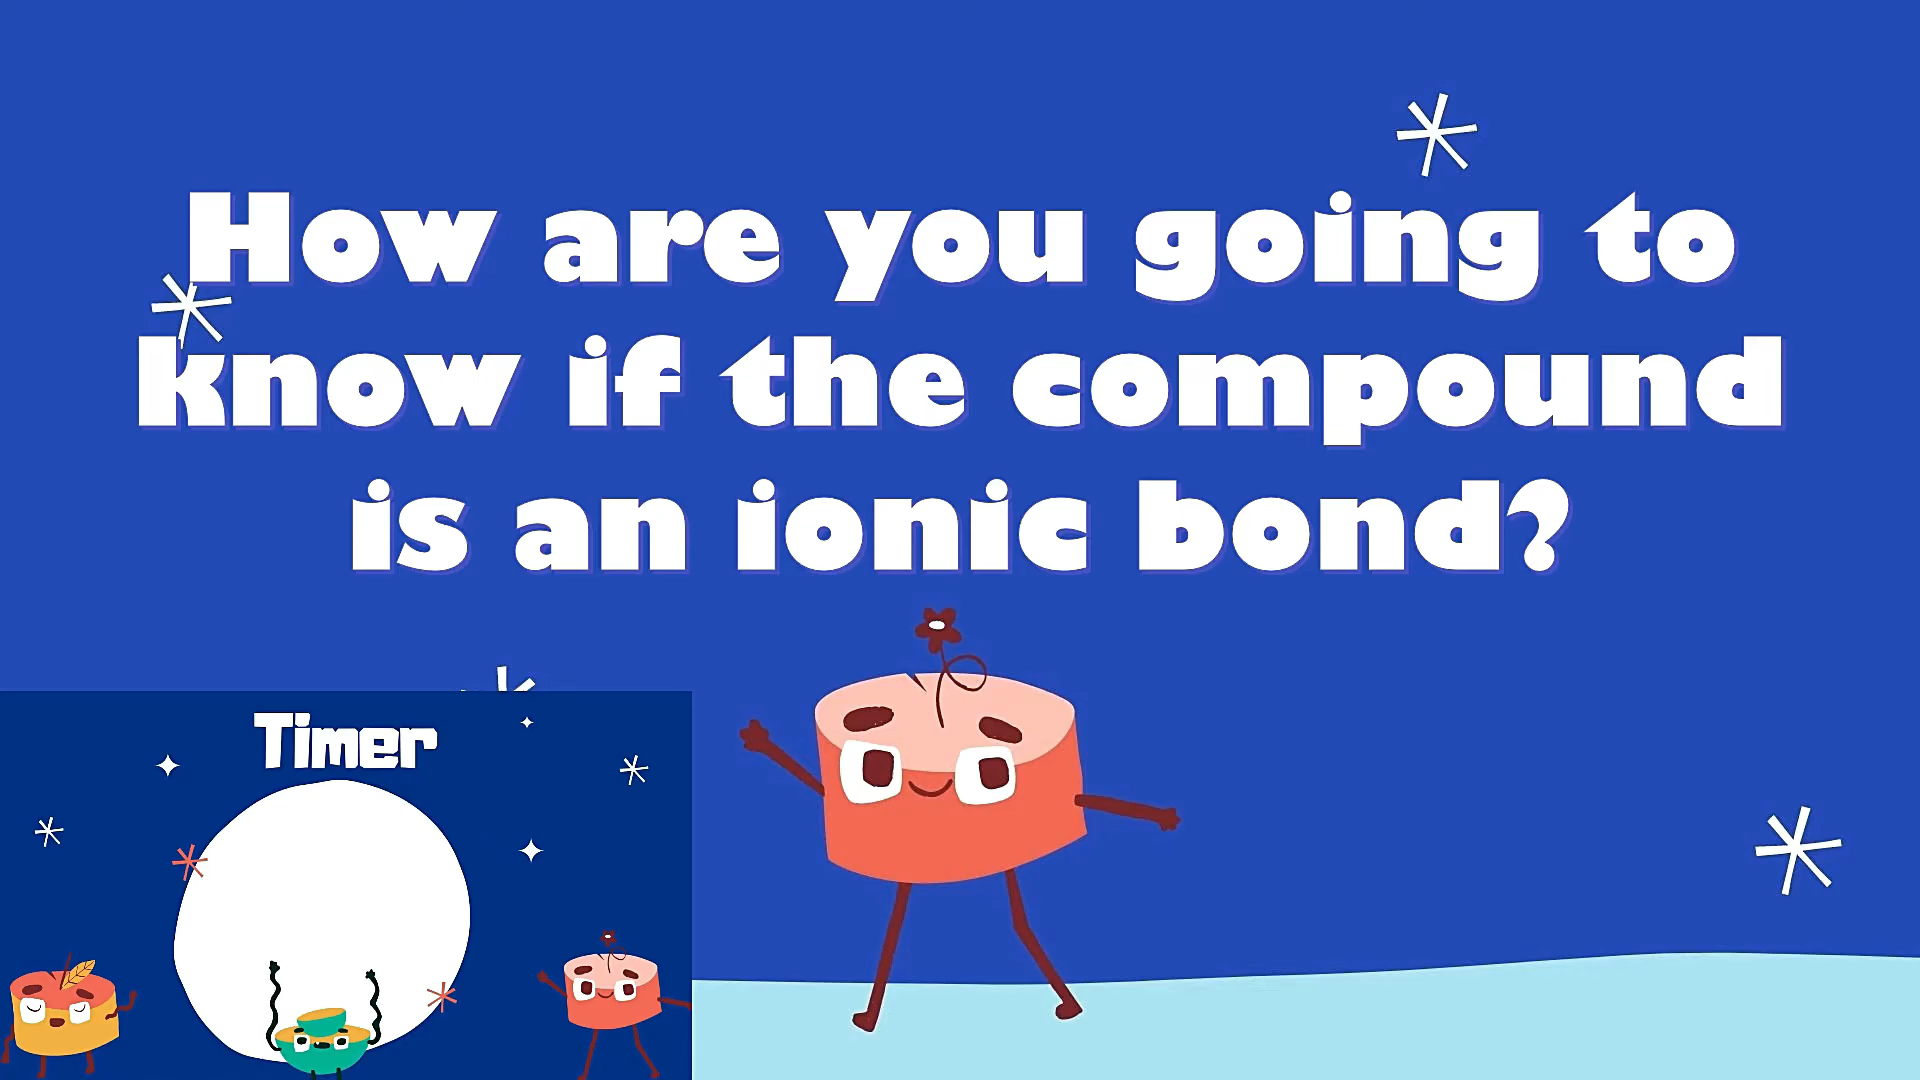 How are you going to
know if the compound
is an ionic bond?
Timer